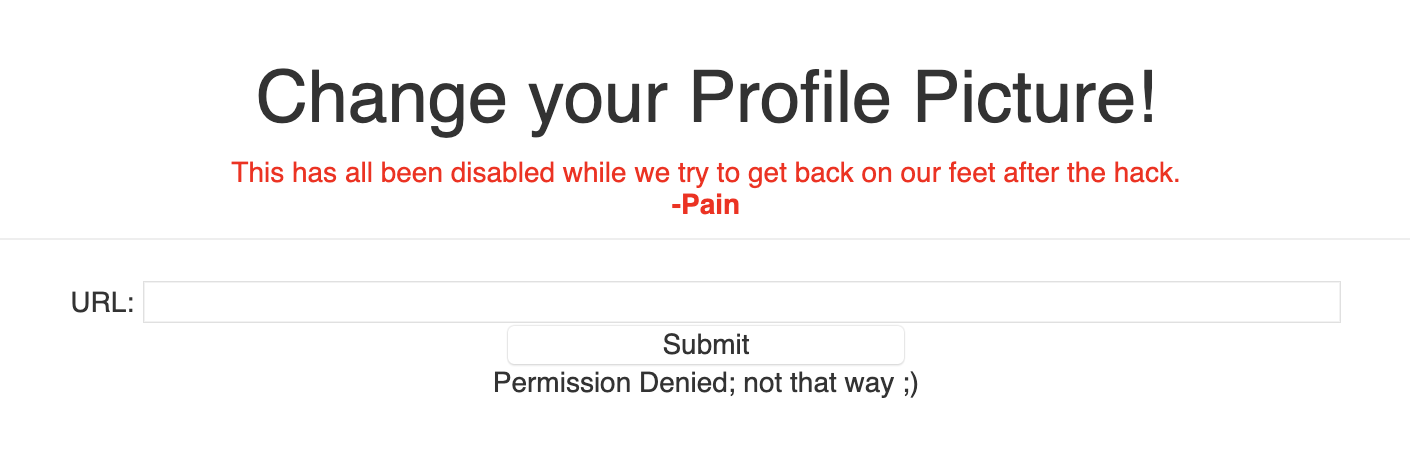 Change your Profile Picture!
This has all been disabled while we try to get back on our feet after the hack.
-Pain
URL:
Submit
Permission Denied; not that way ;)